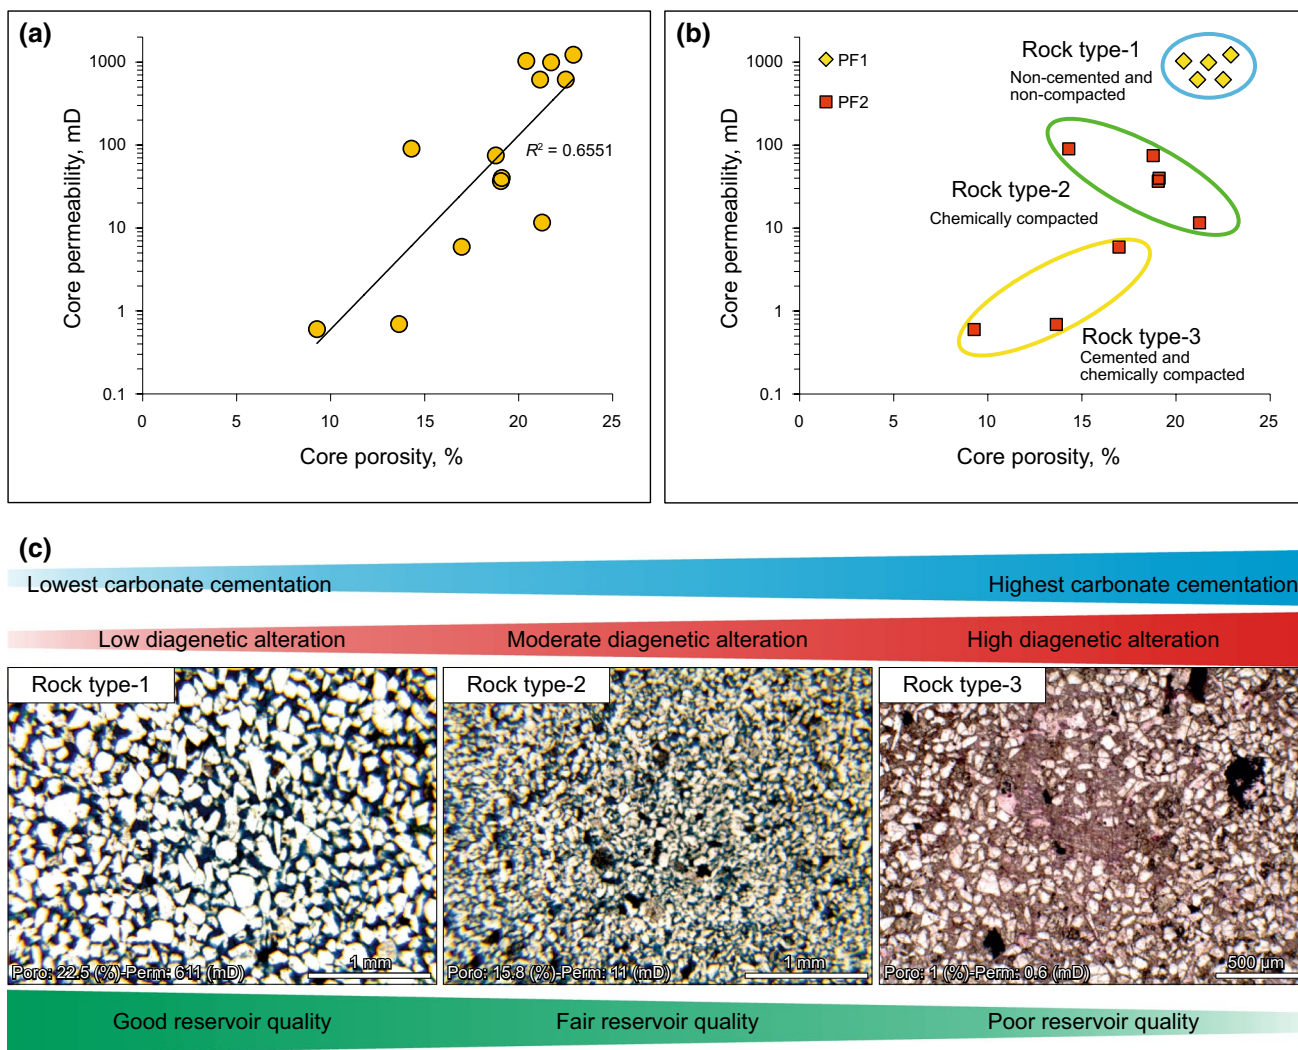 (a)
1000
100
10
1
0.1
0
5
10
15
20
25
Core permeability, mD
Core porosity, %
R² = 0.6551
(b)
PF1
PF2
Rock type-1
Non-cemented and
non-compacted
Rock type-2
Chemically compacted
Rock type-3
Cemented and
chemically compacted
1000
100
10
1
0.1
0
5
10
15
20
25
Core permeability, mD
Core porosity, %
(c)
Lowest carbonate cementation
Highest carbonate cementation
Low diagenetic alteration
Moderate diagenetic alteration
High diagenetic alteration
Rock type-1
Rock type-2
Rock type-3
Poro: 22.5 (%)-Perm: 611 (mD)
1 mm
Poro: 15.8 (%)-Perm: 11 (mD)
1 mm
Poro: 1 (%)-Perm: 0.6 (mD)
500 µm
Good reservoir quality
Fair reservoir quality
Poor reservoir quality